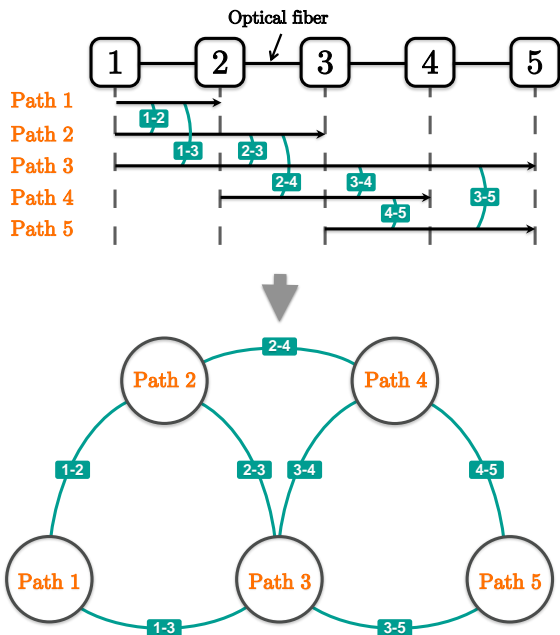 Optical fiber
1 2 3 4 5
Path 1
1-2
Path 2
1-3 2-3
Path 3
2-4 3-4
Path 4
3-5
4-5
Path 5
2-4
Path 2 Path 4
1-2 2-3 3-4 4-5
Path 1 Path 3 Path 5
1-3 3-5